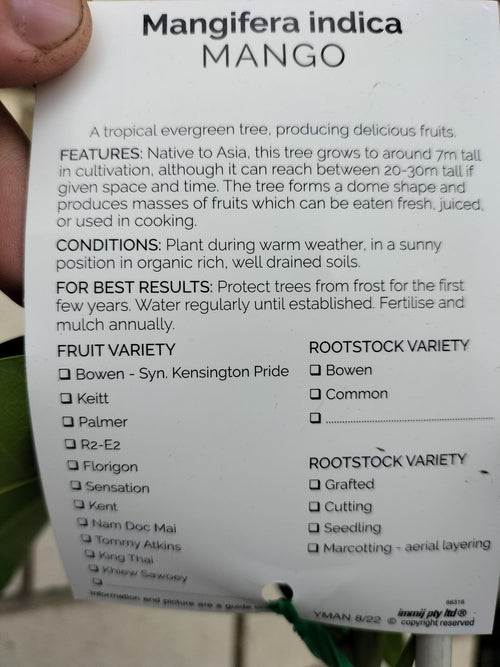 Mangifera indica
MANGO
A tropical evergreen tree, producing delicious fruits.
FEATURES: Native to Asia, this tree grows to around 7m tall
in cultivation, although it can reach between 20-30m tall if
given space and time. The tree forms a dome shape and
produces masses of fruits which can be eaten fresh, juiced,
or used in cooking.
CONDITIONS: Plant during warm weather, in a sunny
position in organic rich, well drained soils.
FOR BEST RESULTS: Protect trees from frost for the first
few years. Water regularly until established. Fertilise and
mulch annually.
FRUIT VARIETY
❑ Bowen - Syn. Kensington Pride
❑ Keitt
❑ Palmer
❑ R2-E2
❑ Florigon
❑ Sensation
❑ Kent
❑ Nam Doc Mai
❑ Tommy Atkins
❑ King Thai
❑ Khiew Sawoey
❑
ROOTSTOCK VARIETY
❑ Bowen
❑ Common
❑
ROOTSTOCK VARIETY
❑ Grafted
❑ Cutting
❑ Seedling
❑ Marcotting - aerial layering
Information and picture are a guide
YMAN 8/22
66316
immij pty ltd®
© copyright reserved